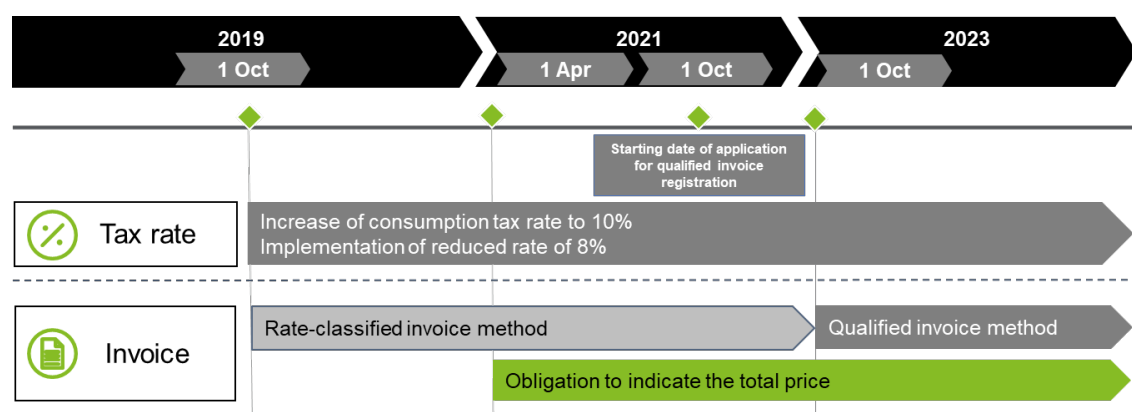 2019
2021
2023
1 Oct
1 Apr
1 Oct
1 Oct
Starting date of application
for qualified invoice
registration
Tax rate
Increase of consumption tax rate to 10%
Implementation of reduced rate of 8%
Invoice
Rate-classified invoice method
Qualified invoice method
Obligation to indicate the total price